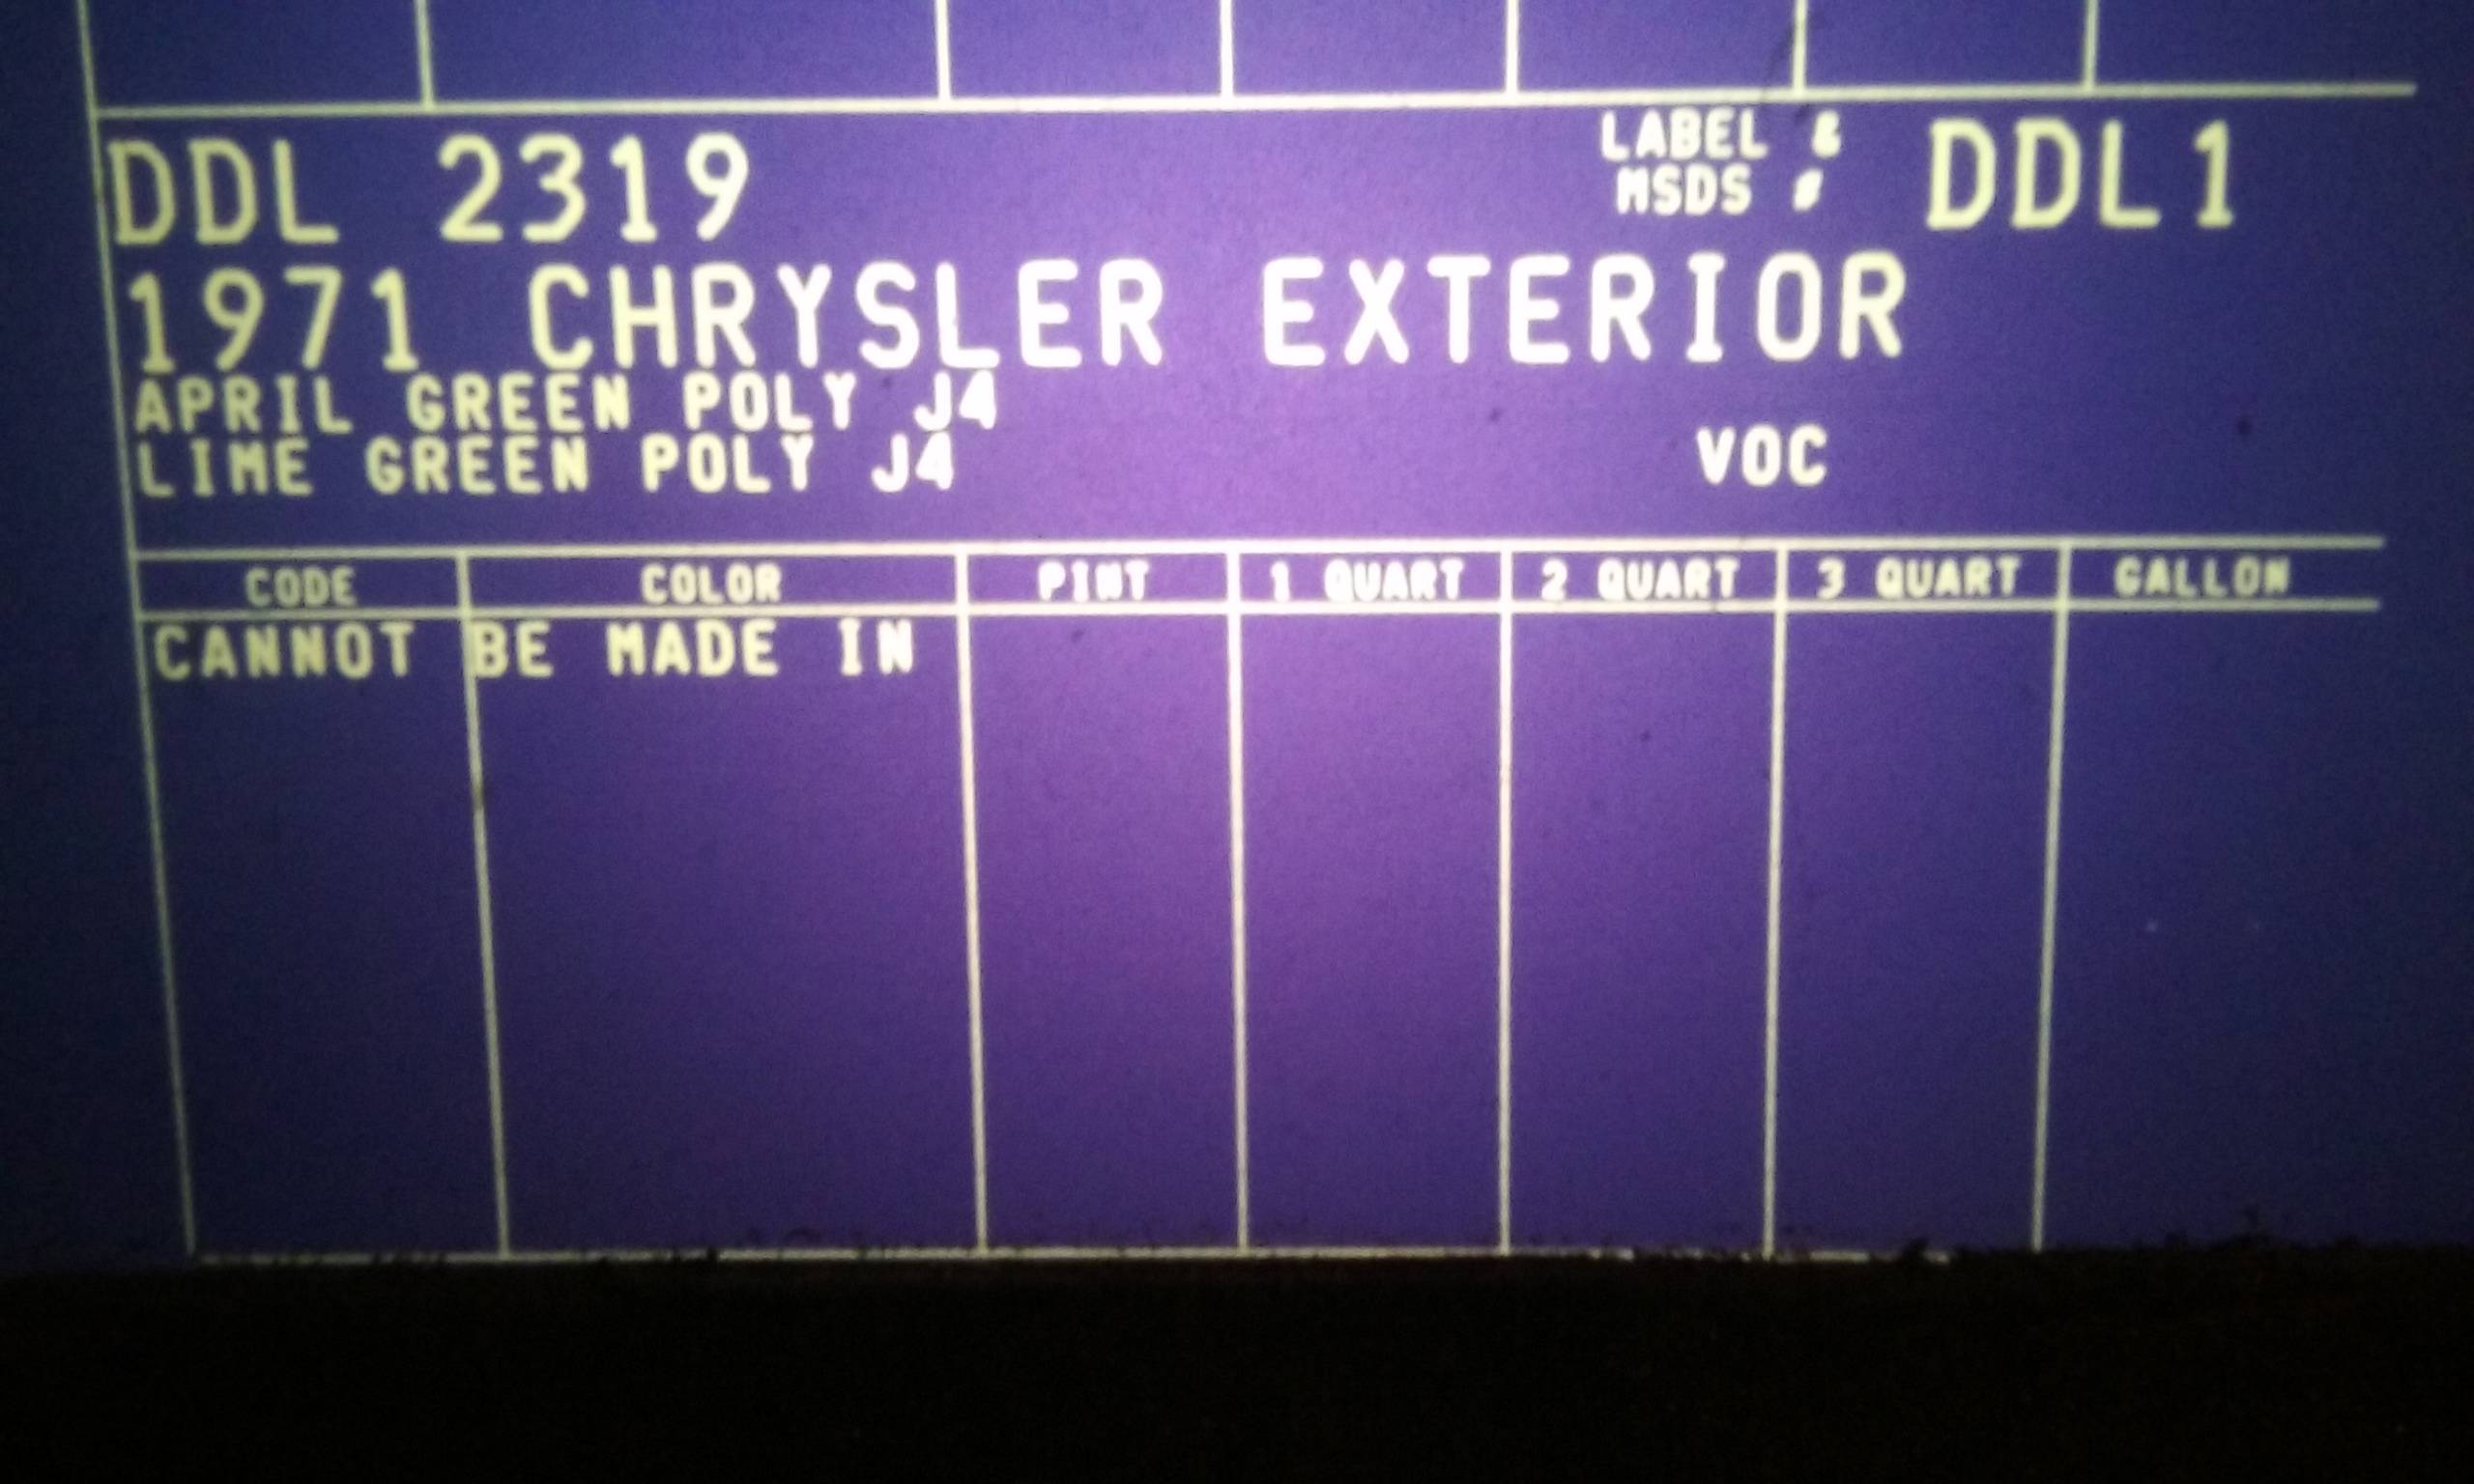 DDL 2319 LABEL & MSDS # DDL1
1971 CHRYSLER EXTERIOR
APRIL GREEN POLY J4
LIME GREEN POLY J4
VOC
CODE COLOR PINT 1 QUART 2 QUART 3 QUART GALLON
CANNOT BE MADE IN